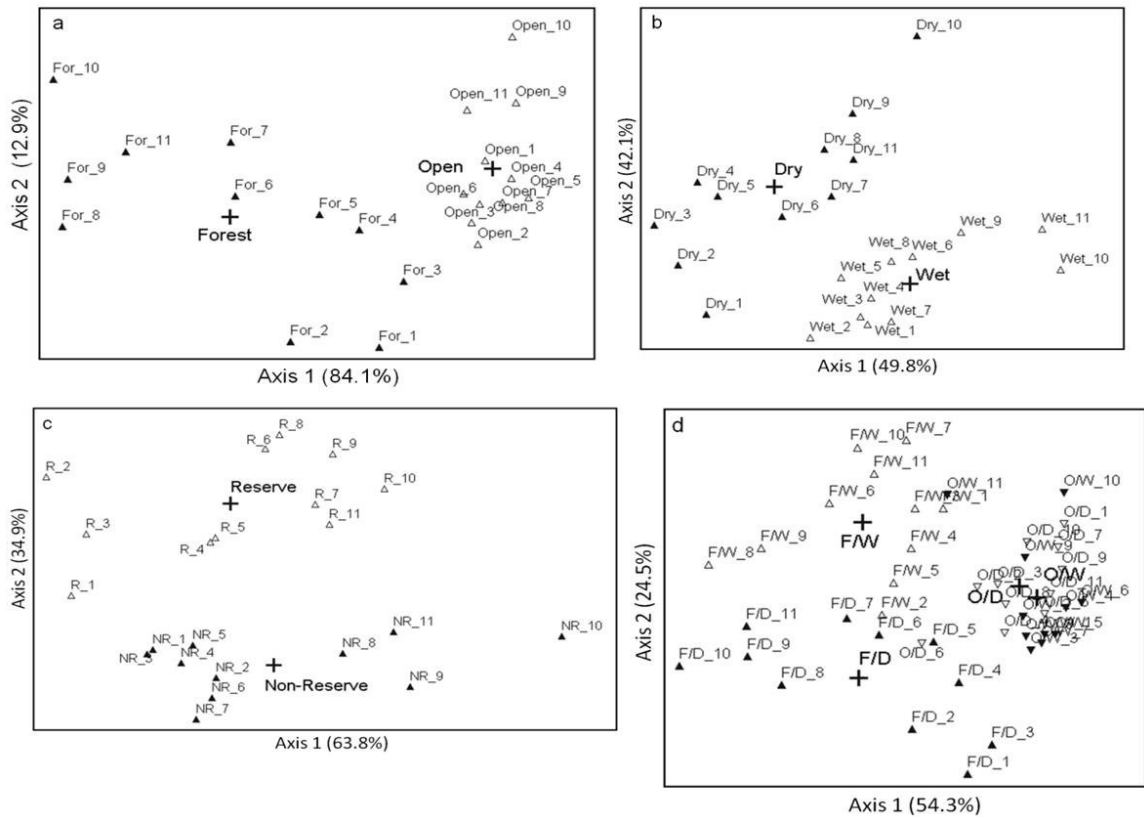 a
Open_10
For_10
Open_11 Open_9
For_11 For_7
Open_1
For_9
Open Open_4
Open_6 Open_7 Open_5
For_6
Open_3 Open_8
For_8 For_5
For_4 Open_2
Forest
For_3
For_2 For_1
Axis 2 (12.9%)
Axis 1 (84.1%)
b
Dry_10
Dry_9
Dry_8
Dry_11
Dry_4
Dry
Dry_5 Dry_7
Dry_6
Dry_3
Wet_9 Wet_11
Wet_8 Wet_6
Dry_2
Wet_5 Wet_10
Wet
Wet_4
Dry_1 Wet_3
Wet_7
Wet_2 Wet_1
Axis 2 (42.1%)
Axis 1 (49.8%)
c
R_8
R_6
R_9
R_2
R_10
Reserve
R_7
R_3
R_11
R_5
R_4
R_1
NR_11
NR_1 NR_5
NR_10
NR_3 NR_4
NR_8
NR_2
Non-Reserve
NR_6
NR_9
NR_7
Axis 2 (34.9%)
Axis 1 (63.8%)
d
F/W_7
F/W_10
F/W_11
O/W_11 O/W_10
F/W_6
F/W_3 F/W_1
O/D_1
O/D_10
O/D_7
F/W
F/W_9 F/W_4
O/W_9
O/D_9
F/W_8
O/D_3
O/W
F/W_5
O/D
F/W_2
F/D_7
F/D_11
F/D_6 F/D_5
F/D_9
O/D_6
F/D_10
F/D
F/D_8
F/D_4
F/D_2
F/D_3
F/D_1
Axis 2 (24.5%)
Axis 1 (54.3%)